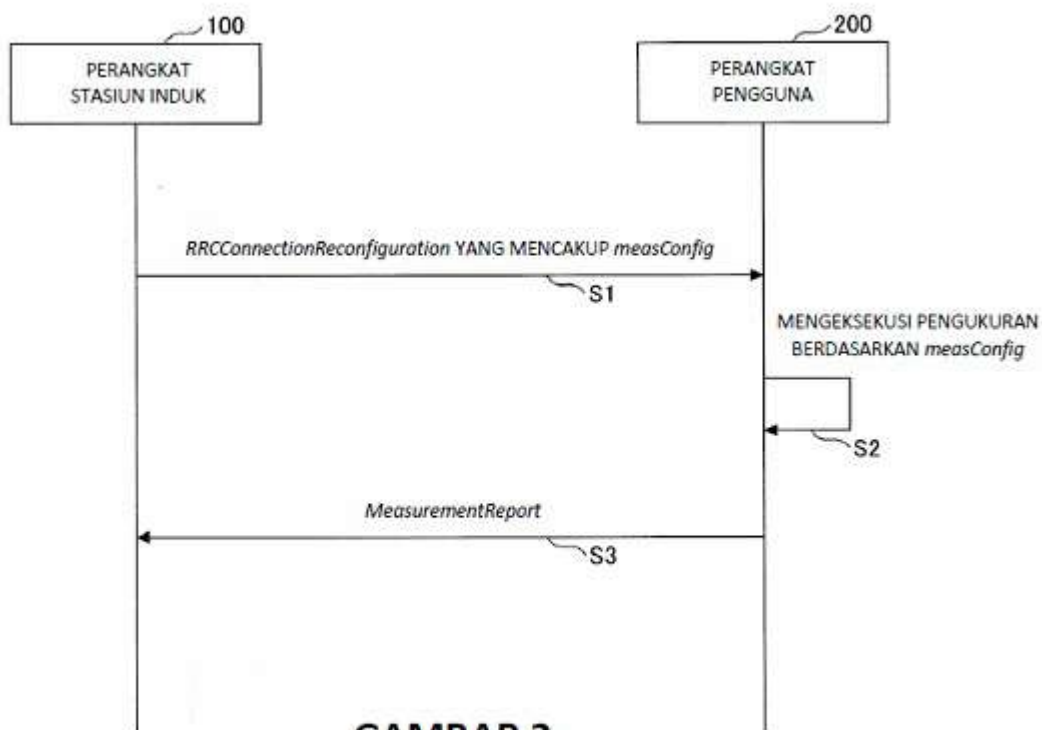 100
200
PERANGKAT
STASIUN INDUK
PERANGKAT
PENGGUNA
RRCConnectionReconfiguration YANG MENCAKUP measConfig
S1
MENGEKSEKUSI PENGUKURAN
BERDASARKAN measConfig
S2
MeasurementReport
S3